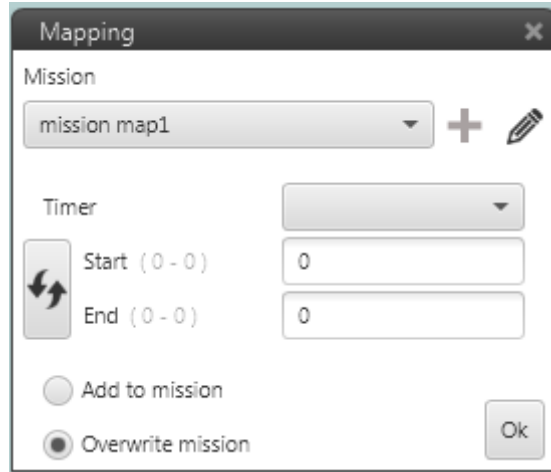 Mapping
Mission
mission map1
Timer
Start ( 0 - 0 ) 0
End ( 0 - 0 ) 0
Add to mission
Overwrite mission
Ok